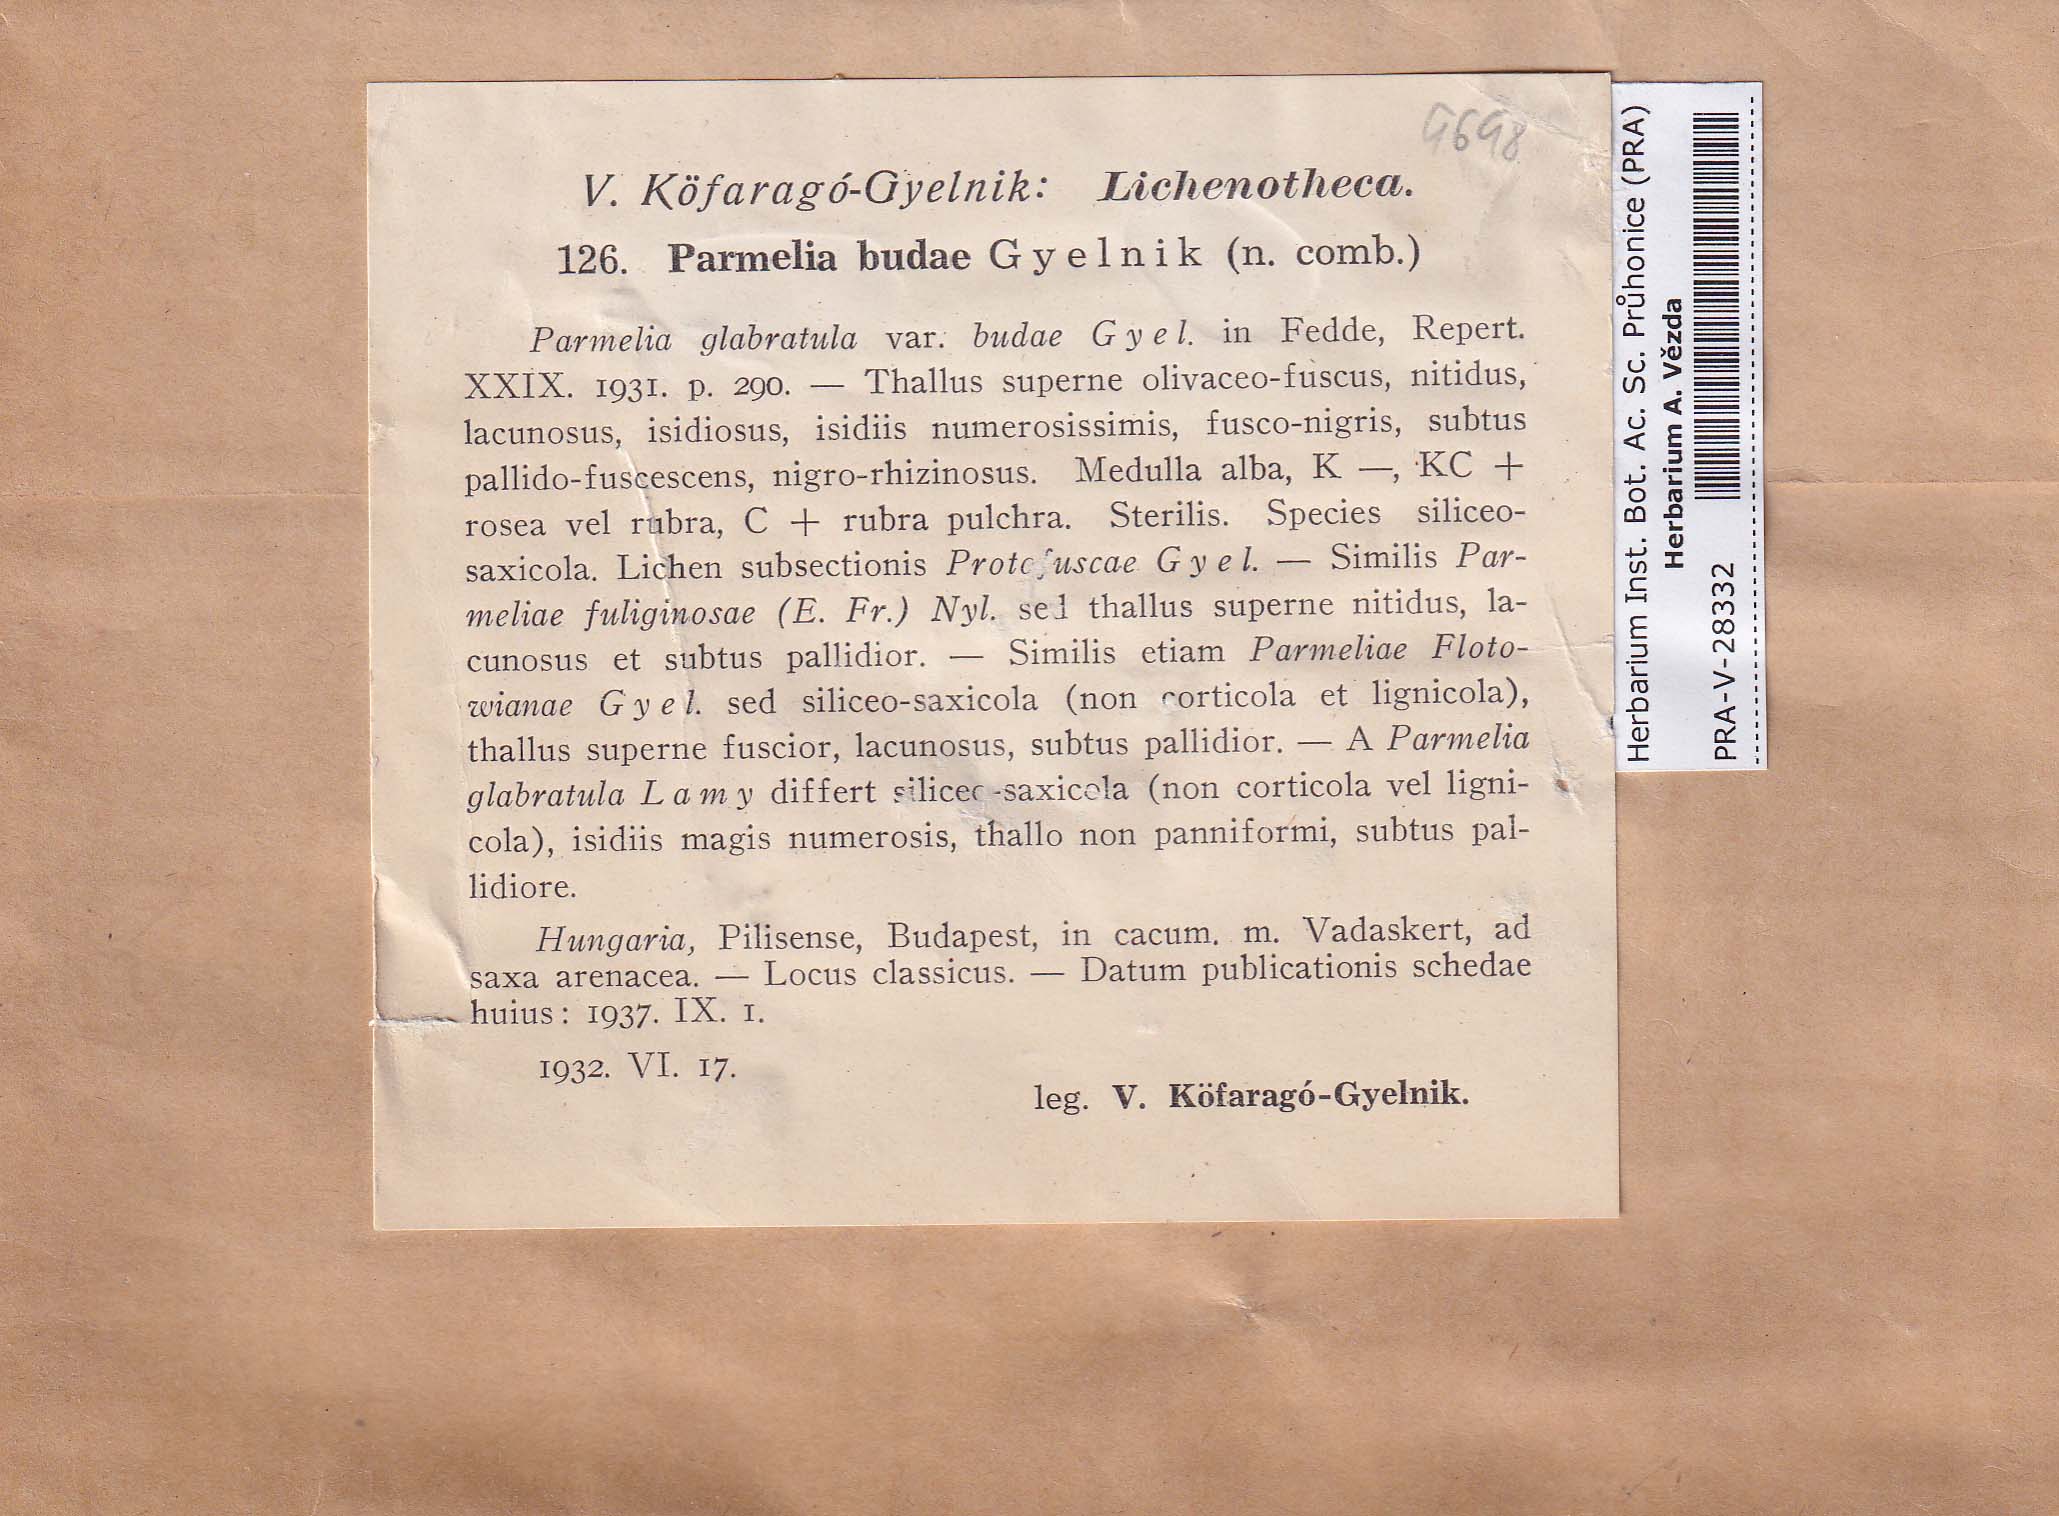 9698
V. Köfaragó-Gyelnik: Lichenotheca.
126. Parmelia budae Gyelnik (n. comb.)
Parmelia glabratula var. budae Gyel. in Fedde, Repert.
XXIX. 1931. p. 290. — Thallus superne olivaceo-fuscus, nitidus,
lacunosus, isidiosus, isidiis numerosissimis, fusco-nigris, subtus
pallido-fuscescens, nigro-rhizinosus. Medulla alba, K —, KC +
rosea vel rubra, C + rubra pulchra. Sterilis. Species siliceo-
saxicola. Lichen subsectionis Protofuscae Gyel. — Similis Par-
meliae fuliginosae (E. Fr.) Nyl. sed thallus superne nitidus, la-
cunosus et subtus pallidior. — Similis etiam Parmeliae Floto-
wianae Gyel. sed siliceo-saxicola (non corticola et lignicola),
thallus superne fuscior, lacunosus, subtus pallidior. — A Parmelia
glabratula Lamy differt siliceo-saxicola (non corticola vel ligni-
cola), isidiis magis numerosis, thallo non panniformi, subtus pal-
lidiore.
Hungaria, Pilisense, Budapest, in cacum. m. Vadaskert, ad
saxa arenacea. — Locus classicus. — Datum publicationis schedae
huius: 1937. IX. 1.
1932. VI. 17.
leg. V. Köfaragó-Gyelnik.
Herbarium Inst. Bot. Ac. Sc. Průhonice (PRA)
Herbarium A. Vězda
PRA-V-28332